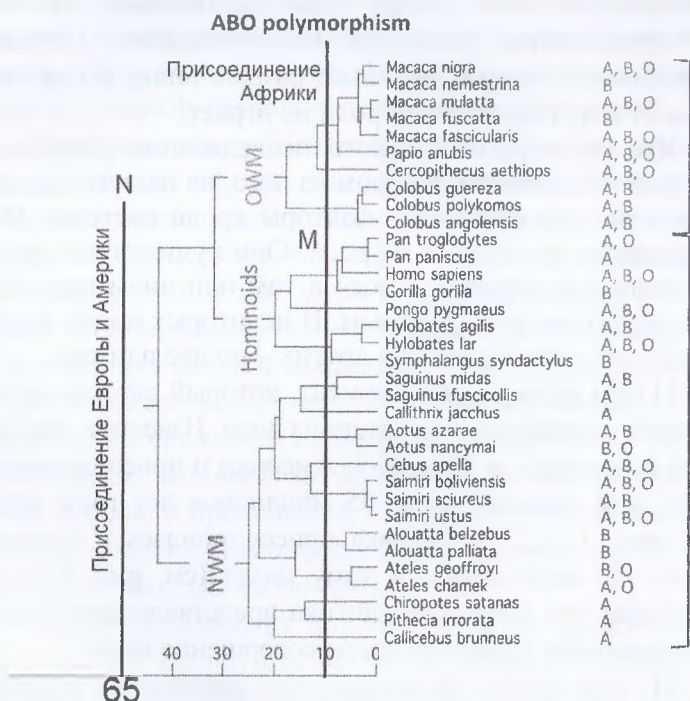 ABO polymorphism
Присоединение
Африки
N
OWM
M
Hominoids
NWM
Присоединение Европы и Америки
Macaca nigra A, B, O
Macaca nemestrina B
Macaca mulatta A, B, O
Macaca fuscatta B
Macaca fascicularis A, B, O
Papio anubis A, B, O
Cercopithecus aethiops A, B, O
Colobus guereza A, B
Colobus polykomos A, B
Colobus angolensis A, B
Pan troglodytes A, O
Pan paniscus A
Homo sapiens A, B, O
Gorilla gorilla B
Pongo pygmaeus A, B, O
Hylobates agilis A, B
Hylobates lar A, B, O
Symphalangus syndactylus B
Saguinus midas A, B
Saguinus fuscicollis A
Callithrix jacchus A
Aotus azarae A, B
Aotus nancymai B, O
Cebus apella A, B, O
Saimiri boliviensis A, B, O
Saimiri sciureus A, B
Saimiri ustus A, B, O
Alouatta belzebus B
Alouatta palliata B
Ateles geoffroyi B, O
Ateles chamek A, O
Chiropotes satanas A
Pithecia irrorata A
Callicebus brunneus A
40 30 20 10 0
65